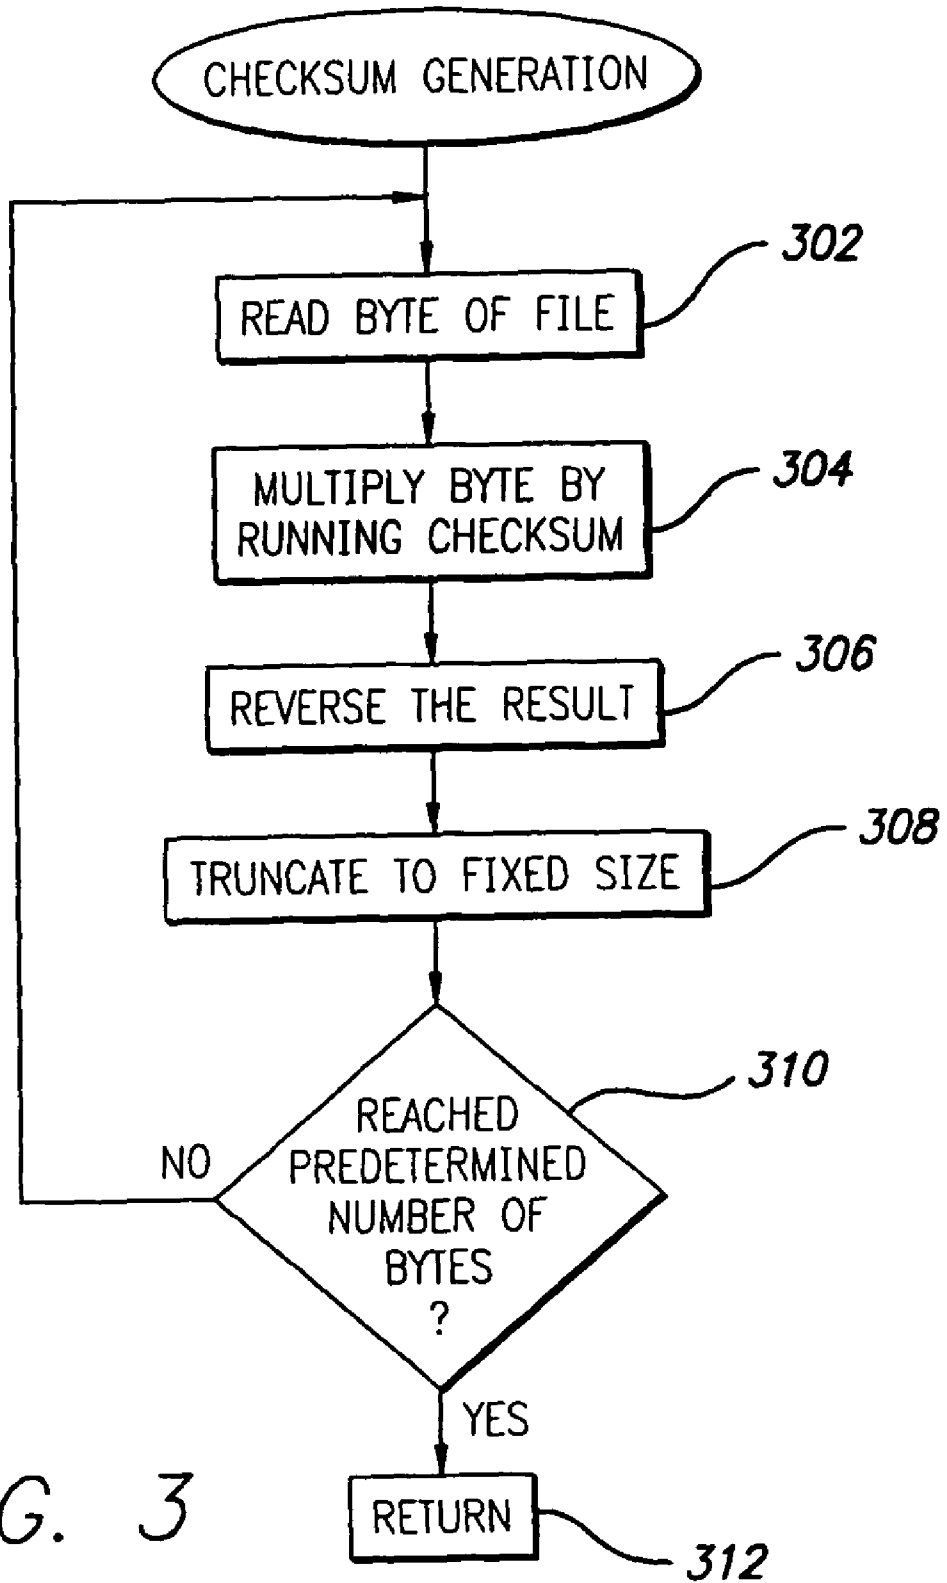 CHECKSUM GENERATION
302
READ BYTE OF FILE
304
MULTIPLY BYTE BY
RUNNING CHECKSUM
306
REVERSE THE RESULT
308
TRUNCATE TO FIXED SIZE
310
REACHED
NO
PREDETERMINED
NUMBER OF
BYTES
?
YES
G. 3
RETURN
312